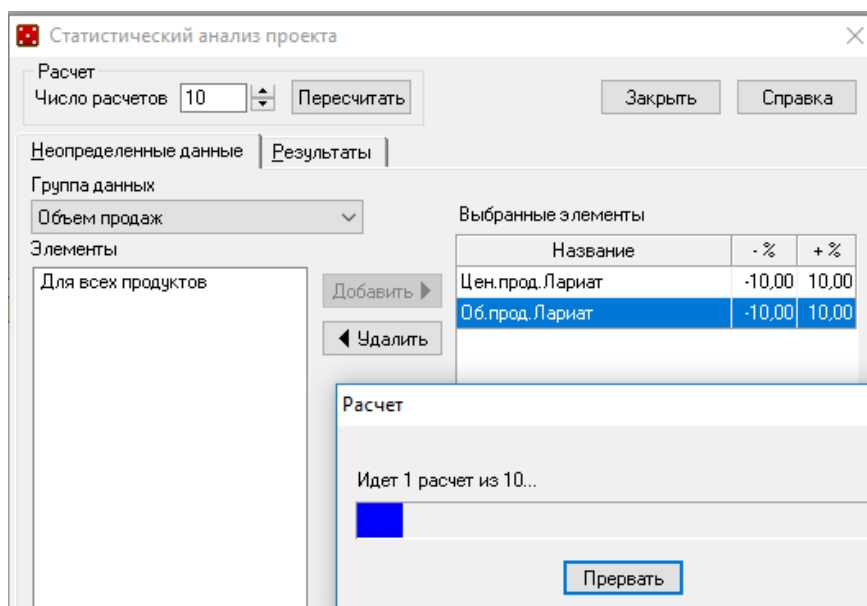 Статистический анализ проекта
Расчет
Число расчетов 10 Пересчитать Закрыть Справка
Неопределенные данные Результаты
Группа данных
Объем продаж
Выбранные элементы
Элементы
Название - % + %
Для всех продуктов
Добавить
Цен.прод.Лариат -10,00 10,00
Об.прод.Лариат -10,00 10,00
Удалить
Расчет
Идет 1 расчет из 10...
Прервать